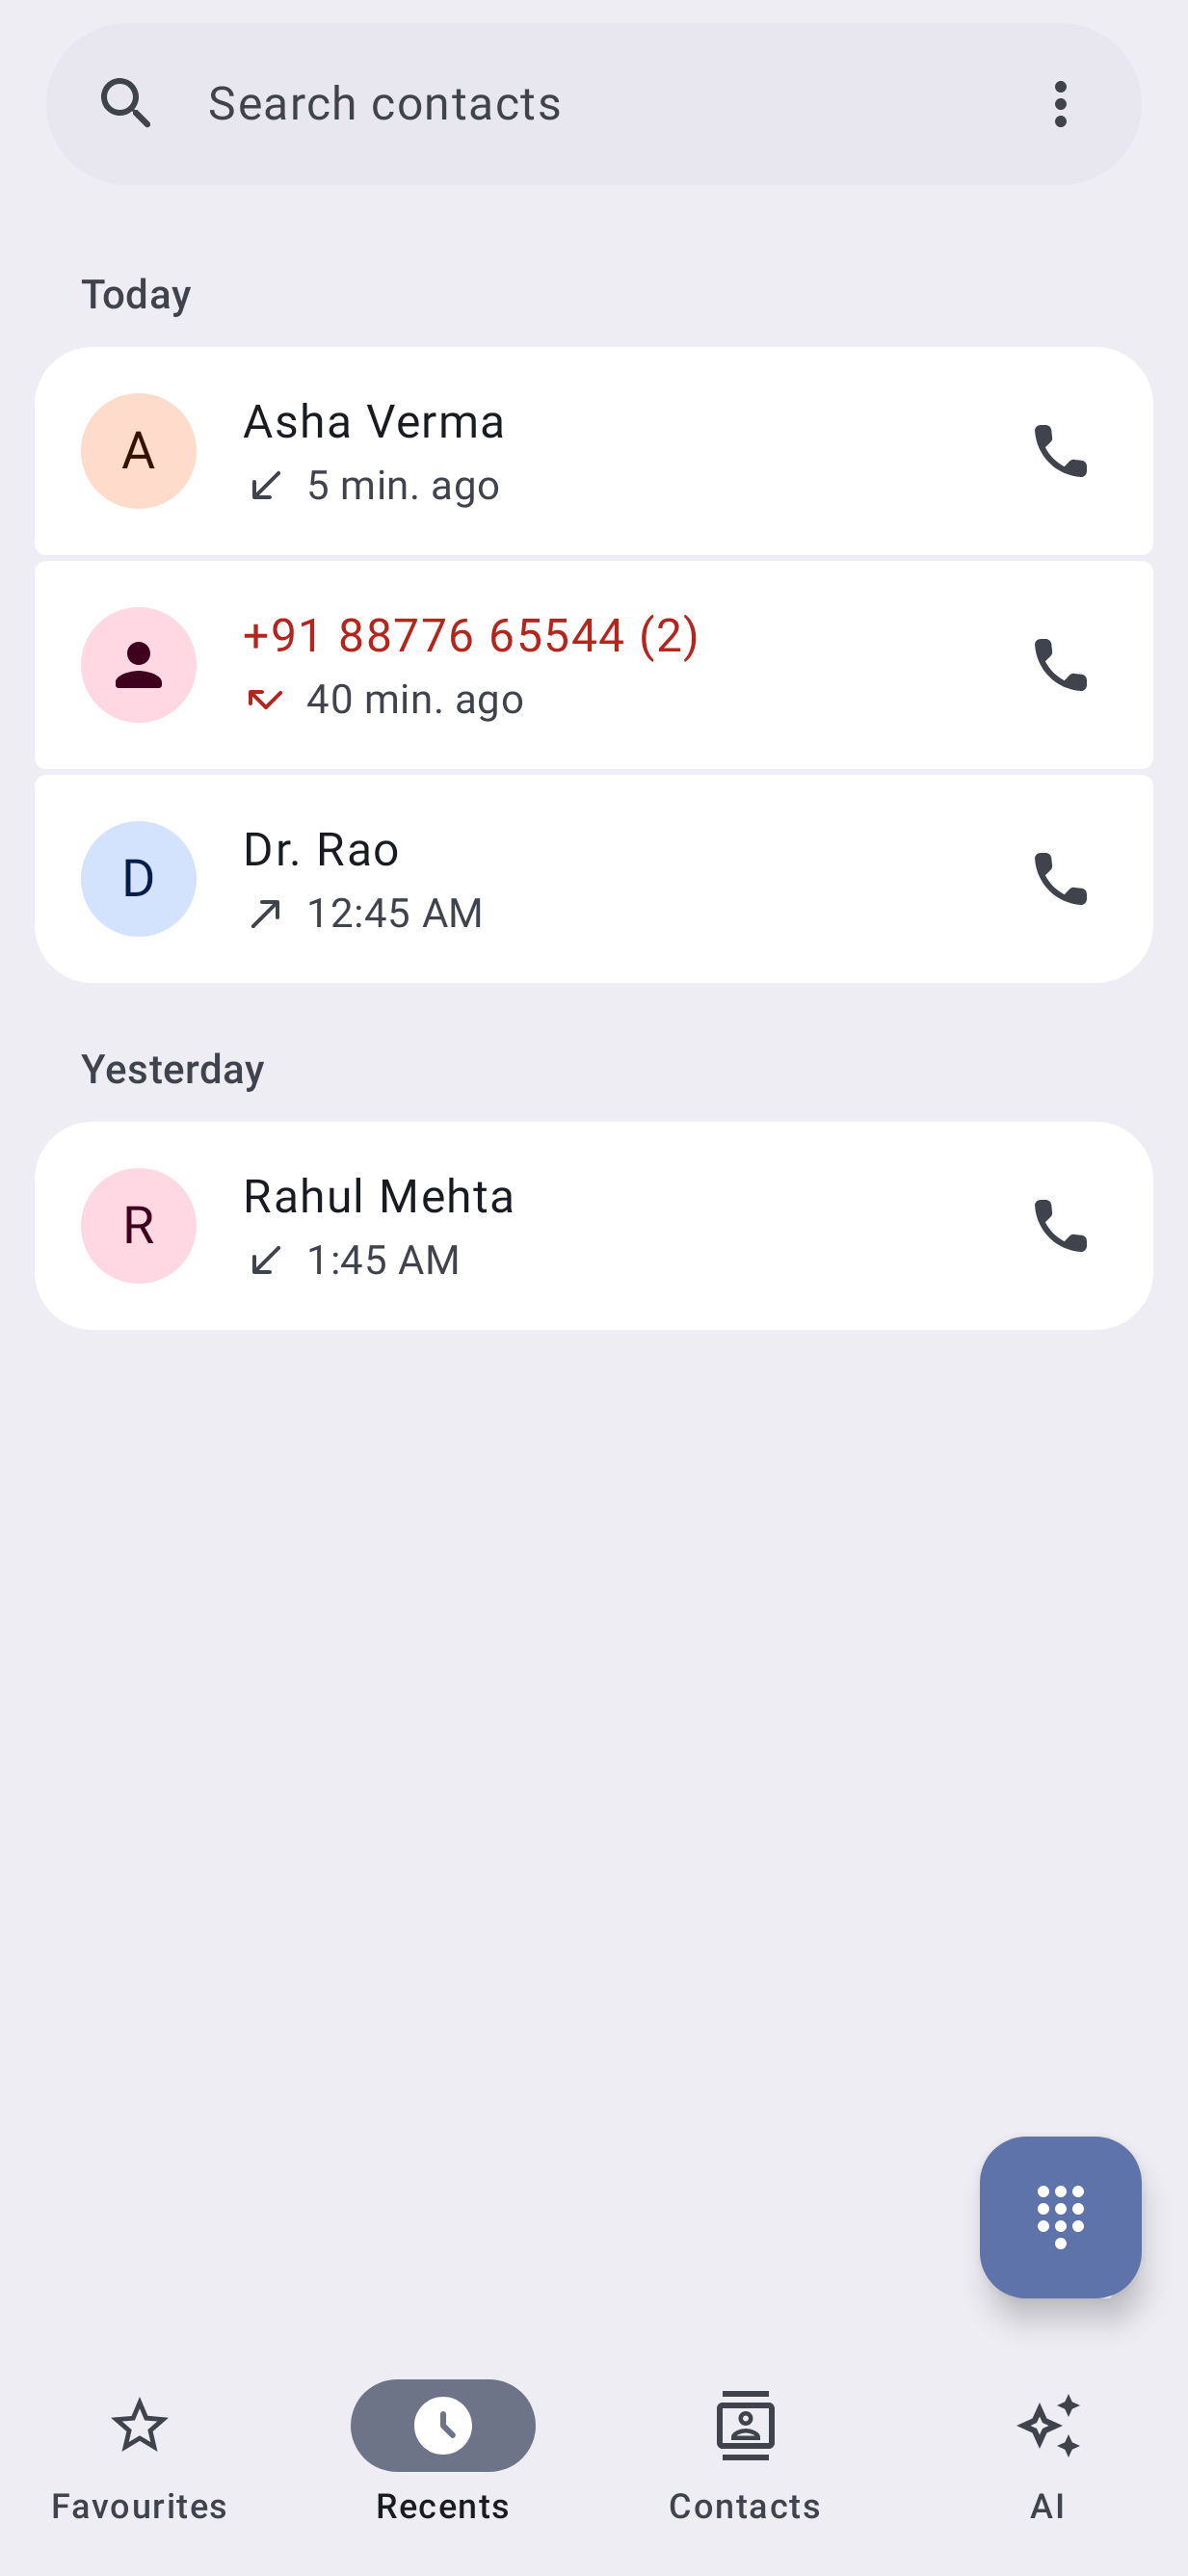 Search contacts
Today
A
Asha Verma
5 min. ago
+91 88776 65544 (2)
40 min. ago
D
Dr. Rao
12:45 AM
Yesterday
R
Rahul Mehta
1:45 AM
Favourites
Recents
Contacts
AI